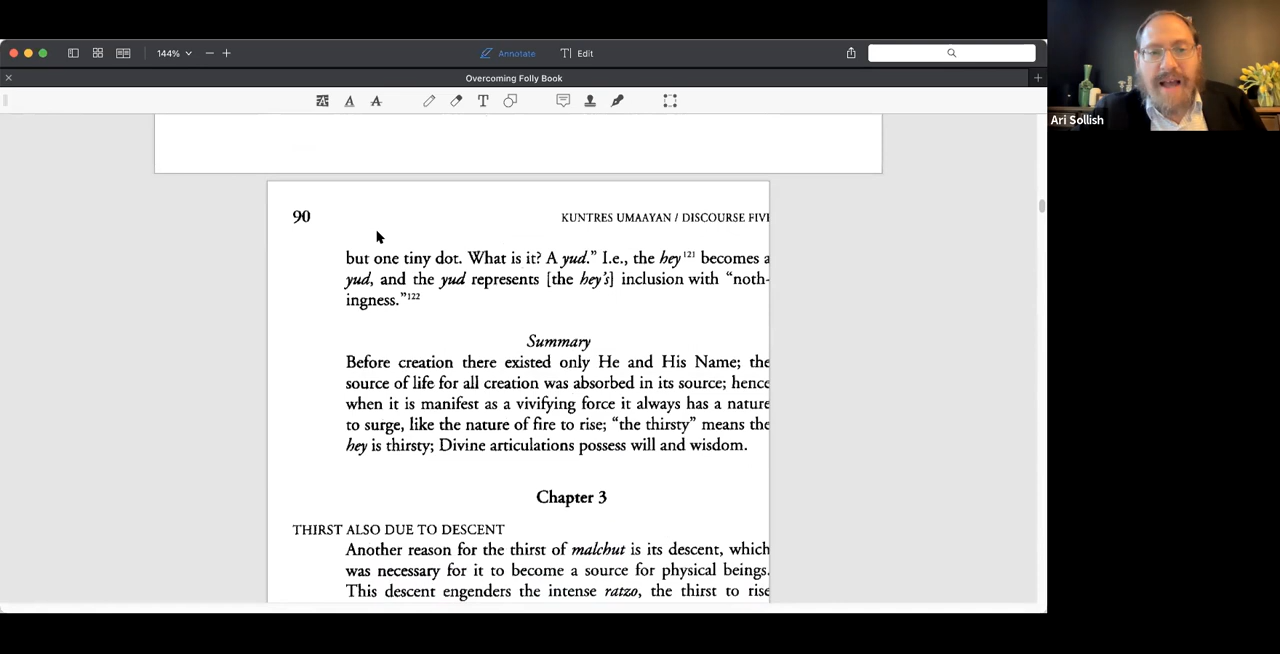 144%
Annotate
Edit
Overcoming Folly Book
Ari Sollish
90
KUNTRES UMAAYAN / DISCOURSE FIV
but one tiny dot. What is it? A yud.” I.e., the hey¹²¹ becomes a
yud, and the yud represents [the hey’s] inclusion with “noth-
ingness.”¹²²
Summary
Before creation there existed only He and His Name; the
source of life for all creation was absorbed in its source; hence
when it is manifest as a vivifying force it always has a nature
to surge, like the nature of fire to rise; “the thirsty” means the
hey is thirsty; Divine articulations possess will and wisdom.
Chapter 3
THIRST ALSO DUE TO DESCENT
Another reason for the thirst of malchut is its descent, which
was necessary for it to become a source for physical beings.
This descent engenders the intense ratzo, the thirst to rise